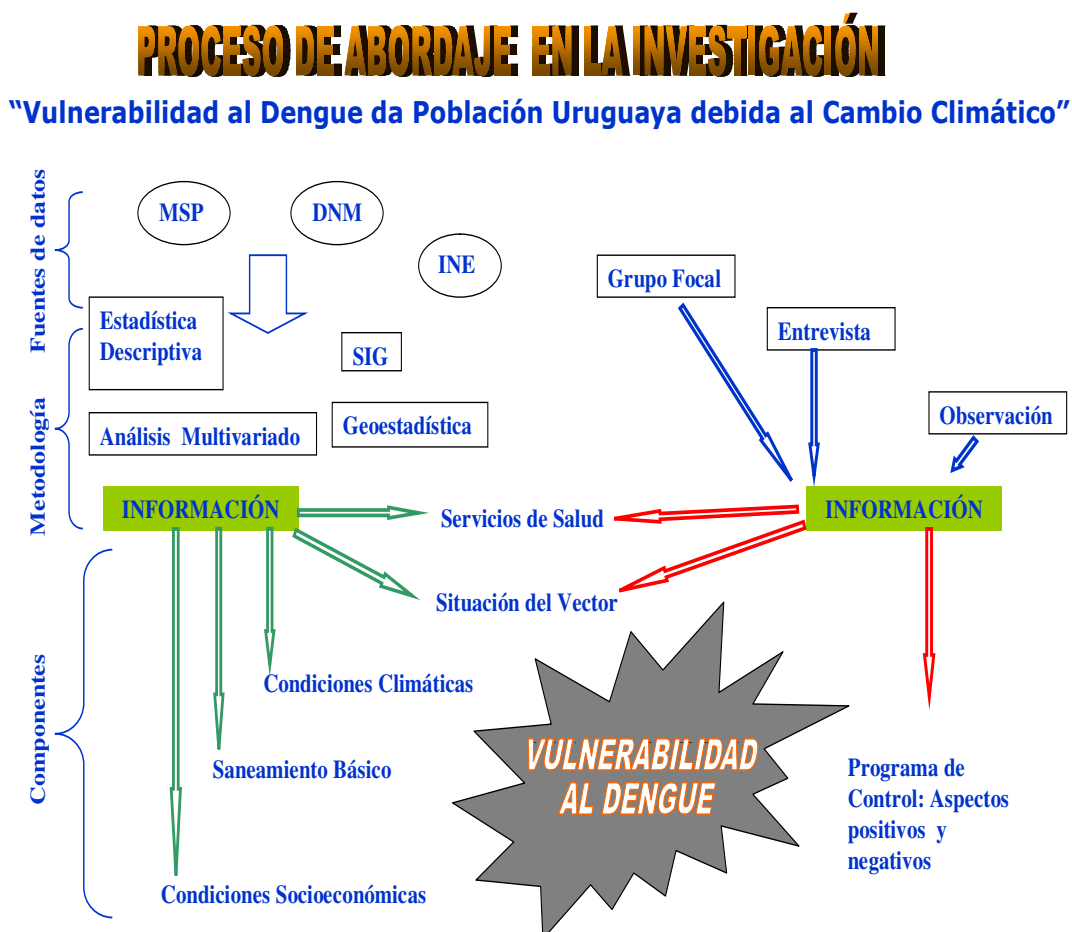 PROCESO DE ABORDAJE EN LA INVESTIGACIÓN
“Vulnerabilidad al Dengue da Población Uruguaya debida al Cambio Climático”
Fuentes de datos
MSP
DNM
INE
Grupo Focal
Entrevista
Observación
Metodología
Estadística
Descriptiva
SIG
Análisis Multivariado
Geoestadística
INFORMACIÓN
INFORMACIÓN
Servicios de Salud
Situación del Vector
Componentes
Condiciones Climáticas
Saneamiento Básico
Condiciones Socioeconómicas
VULNERABILIDAD
AL DENGUE
Programa de
Control: Aspectos
positivos y
negativos